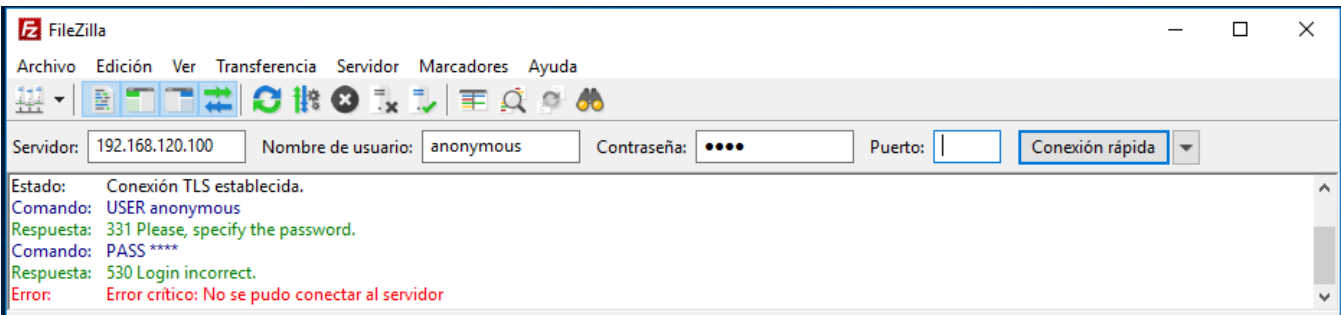 FileZilla
Archivo Edición Ver Transferencia Servidor Marcadores Ayuda
Servidor: 192.168.120.100 Nombre de usuario: anonymous Contraseña: ●●●● Puerto: Conexión rápida
Estado: Conexión TLS establecida.
Comando: USER anonymous
Respuesta: 331 Please, specify the password.
Comando: PASS ****
Respuesta: 530 Login incorrect.
Error: Error crítico: No se pudo conectar al servidor